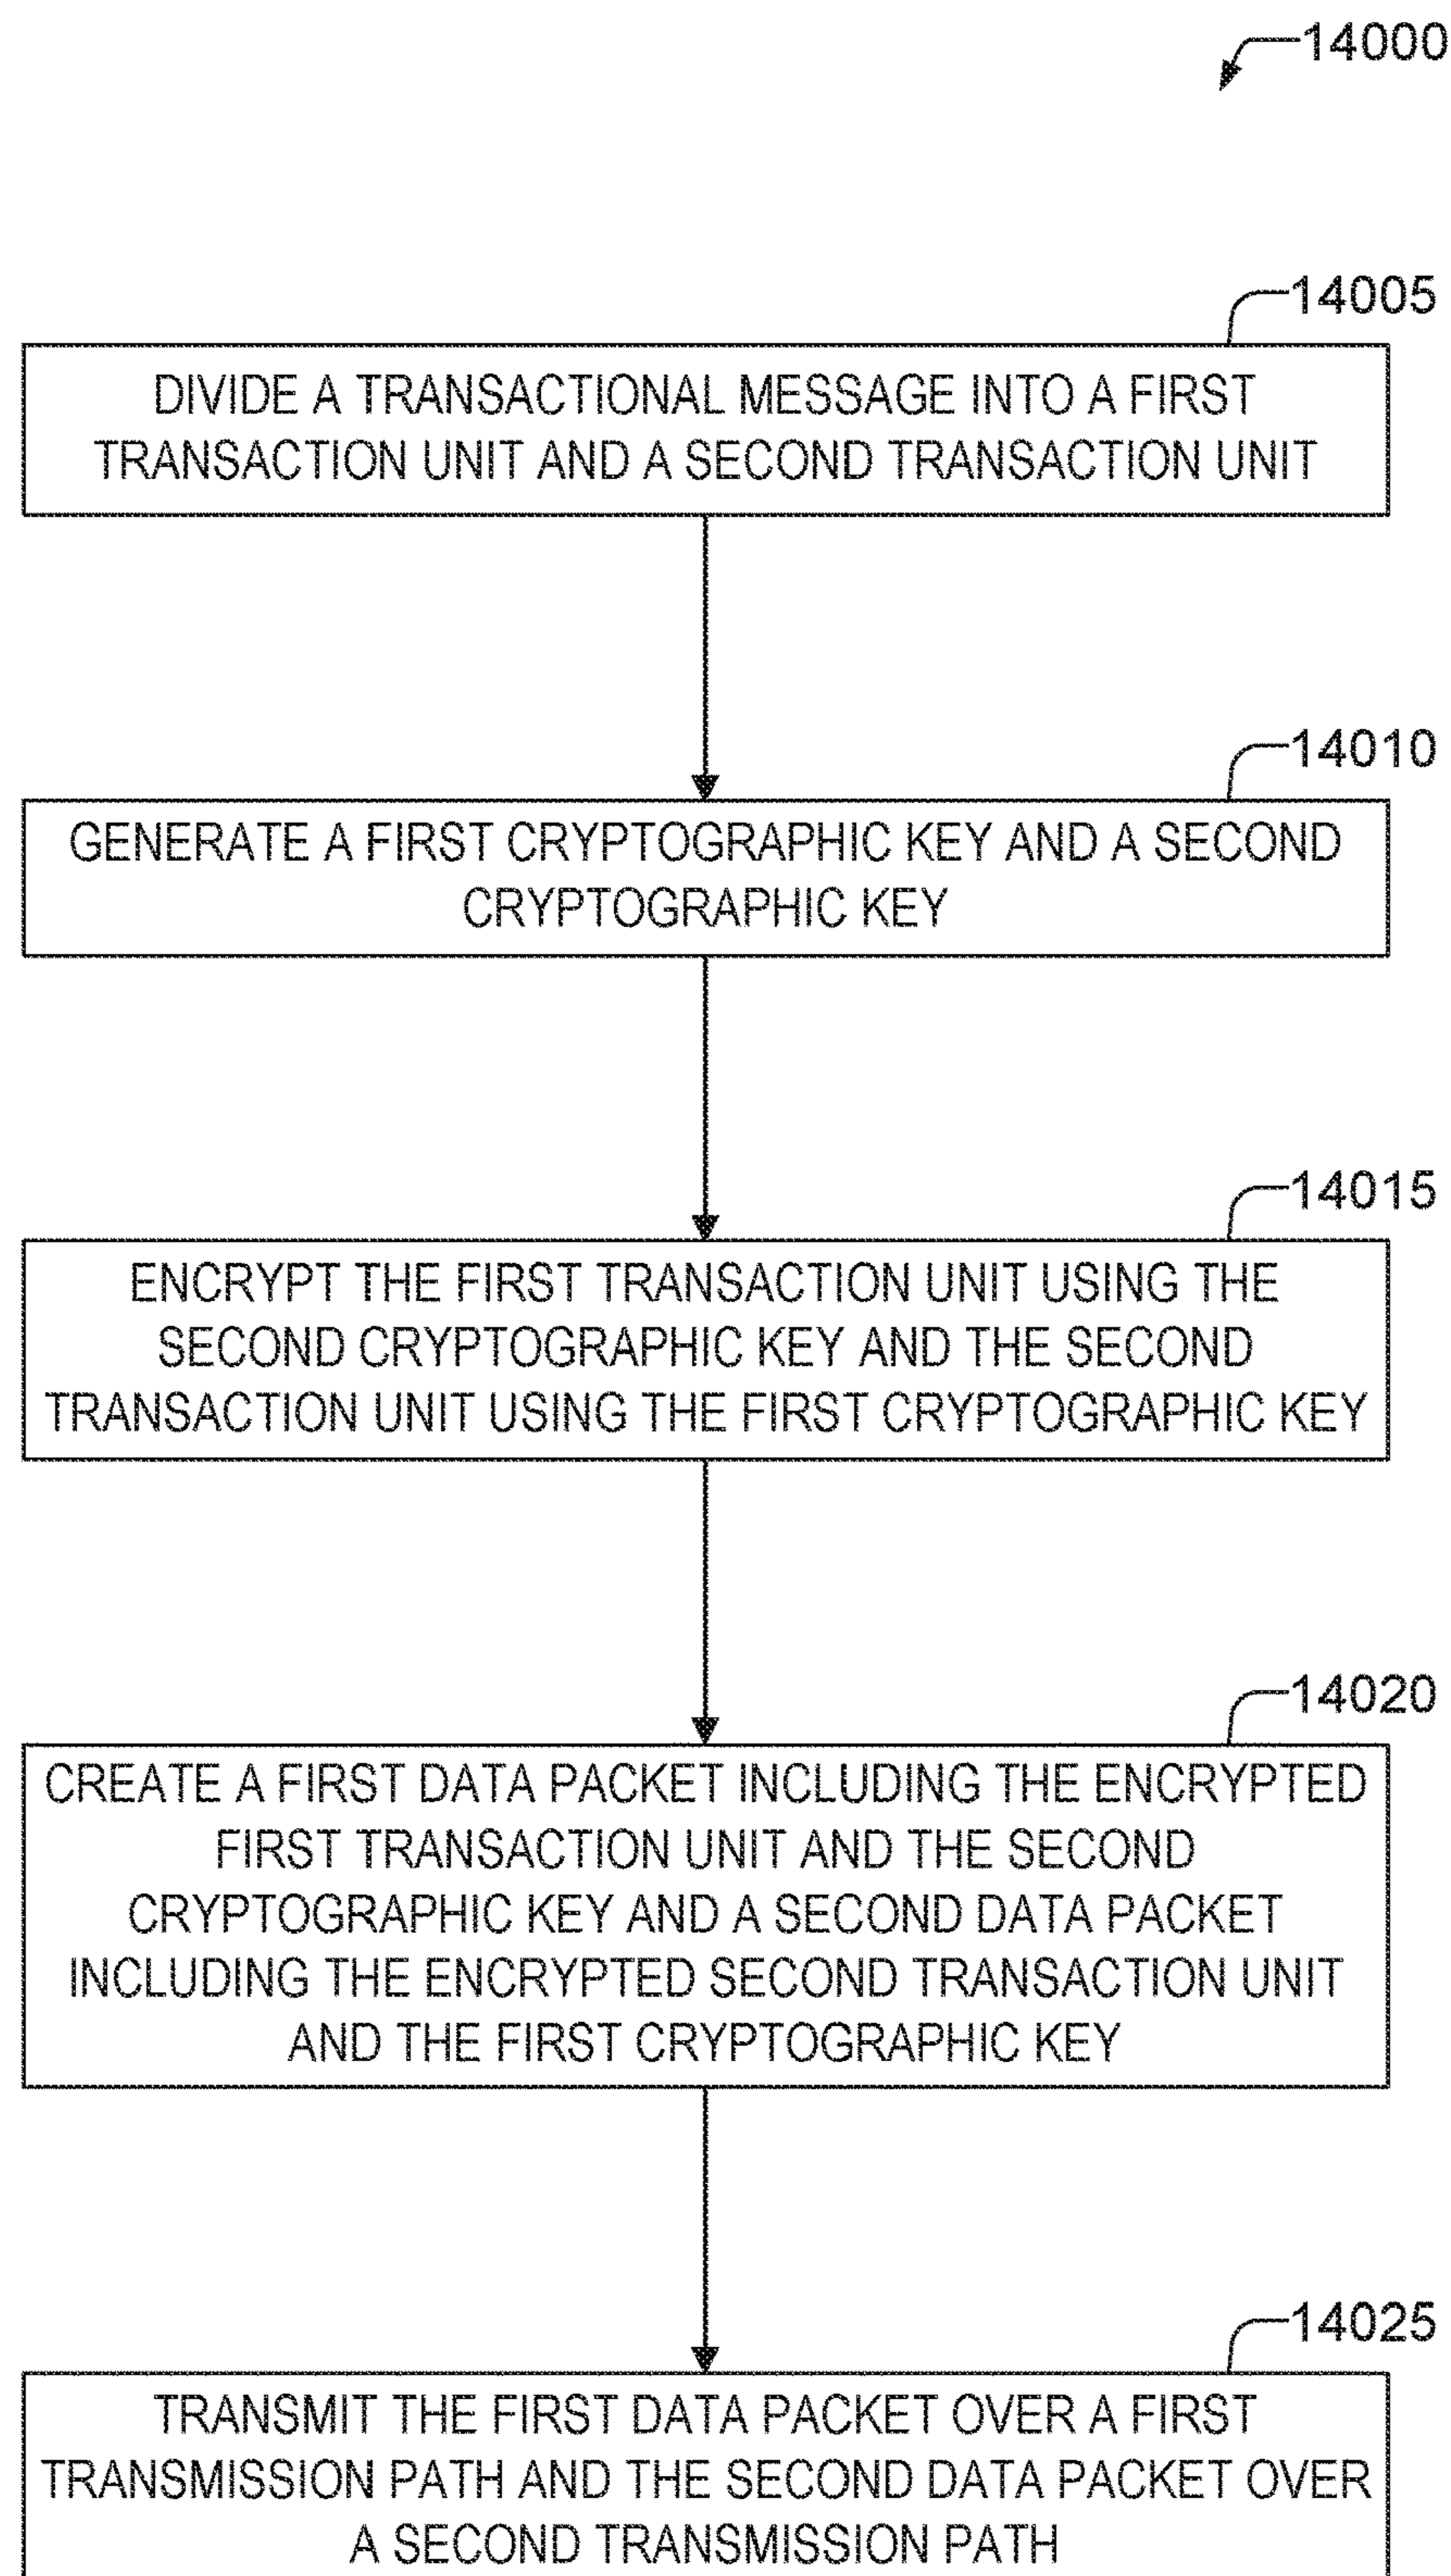 14000
14005
DIVIDE A TRANSACTIONAL MESSAGE INTO A FIRST
TRANSACTION UNIT AND A SECOND TRANSACTION UNIT
14010
GENERATE A FIRST CRYPTOGRAPHIC KEY AND A SECOND
CRYPTOGRAPHIC KEY
14015
ENCRYPT THE FIRST TRANSACTION UNIT USING THE
SECOND CRYPTOGRAPHIC KEY AND THE SECOND
TRANSACTION UNIT USING THE FIRST CRYPTOGRAPHIC KEY
14020
CREATE A FIRST DATA PACKET INCLUDING THE ENCRYPTED
FIRST TRANSACTION UNIT AND THE SECOND
CRYPTOGRAPHIC KEY AND A SECOND DATA PACKET
INCLUDING THE ENCRYPTED SECOND TRANSACTION UNIT
AND THE FIRST CRYPTOGRAPHIC KEY
14025
TRANSMIT THE FIRST DATA PACKET OVER A FIRST
TRANSMISSION PATH AND THE SECOND DATA PACKET OVER
A SECOND TRANSMISSION PATH